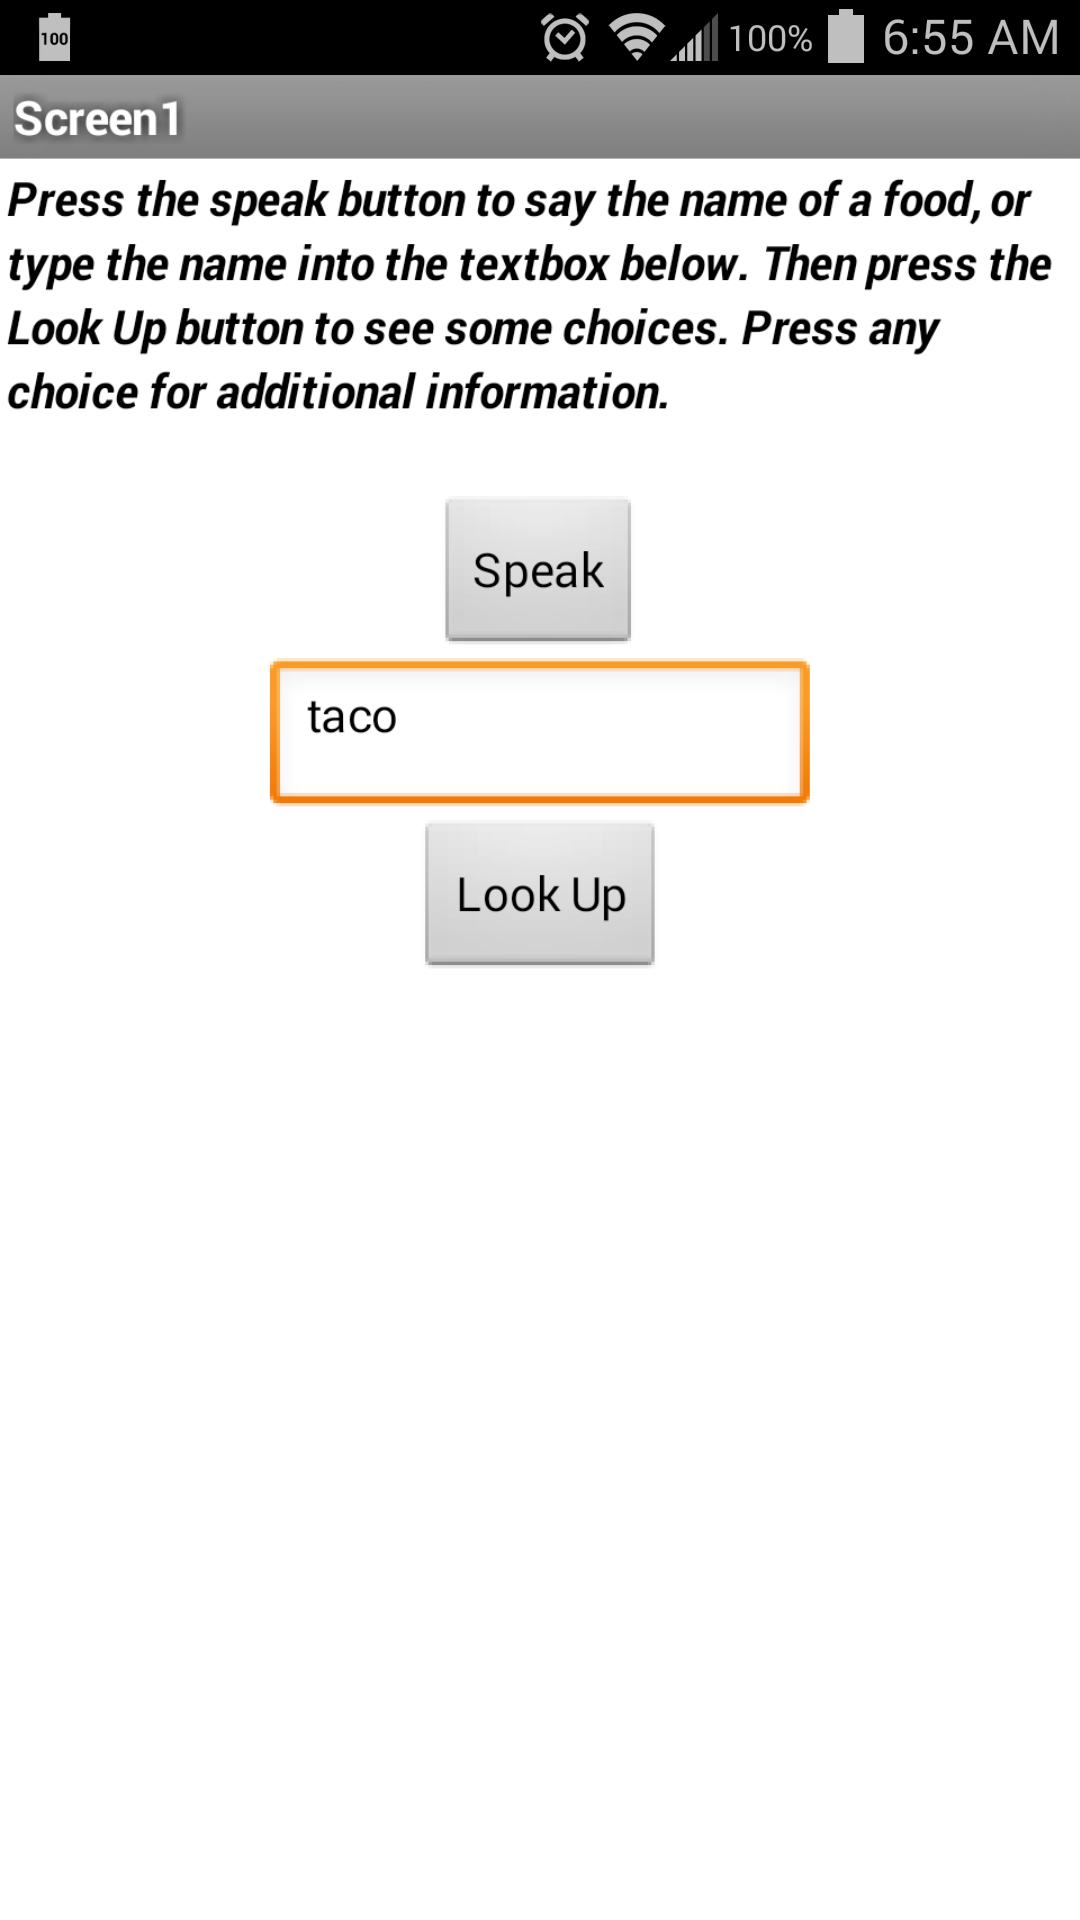 100
100%
6:55 AM
Screen1
Press the speak button to say the name of a food, or
type the name into the textbox below. Then press the
Look Up button to see some choices. Press any
choice for additional information.
Speak
taco
Look Up